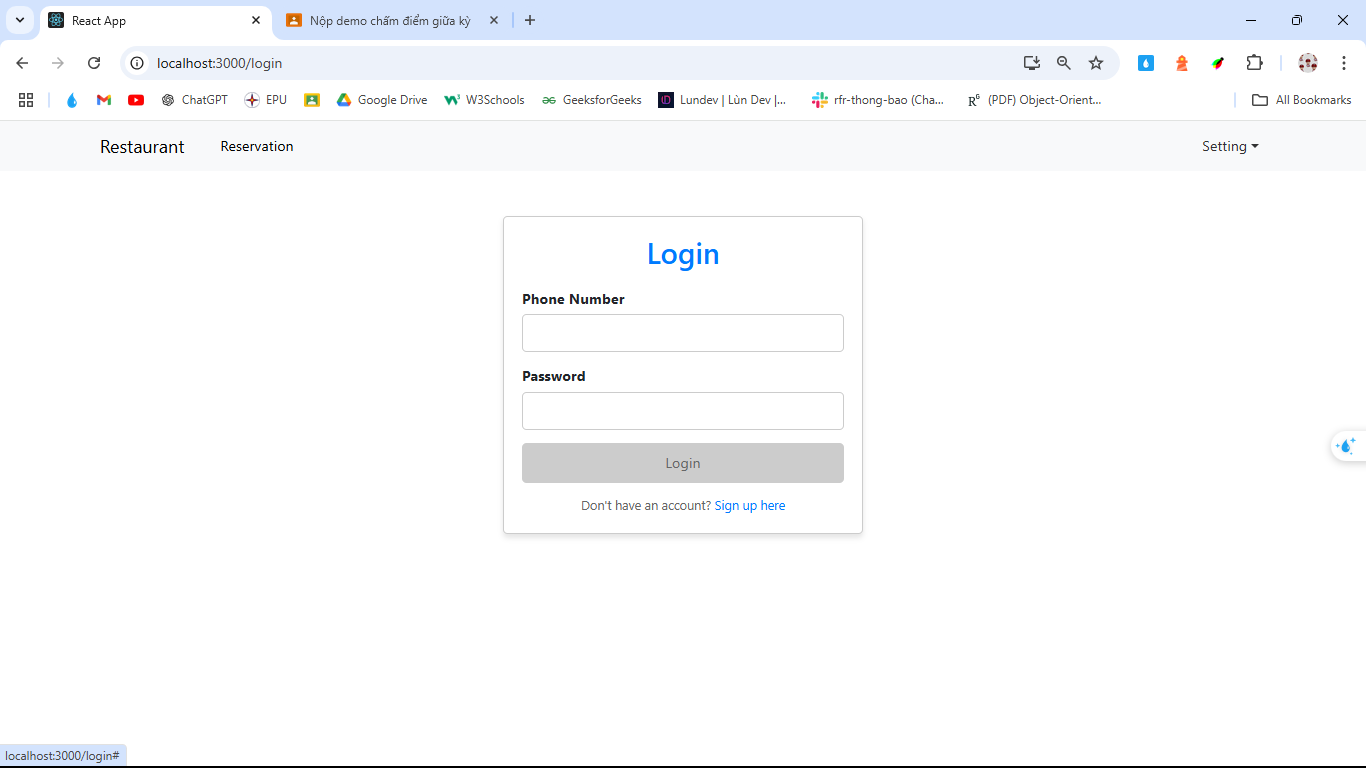 React App
Nộp demo chấm điểm giữa kỳ
localhost:3000/login
ChatGPT
EPU
Google Drive
W3Schools
GeeksforGeeks
Lundev | Lùn Dev |...
rfr-thong-bao (Cha...
R⁶ (PDF) Object-Orient...
All Bookmarks
Restaurant
Reservation
Setting
Login
Phone Number
Password
Login
Don't have an account? Sign up here
localhost:3000/login#